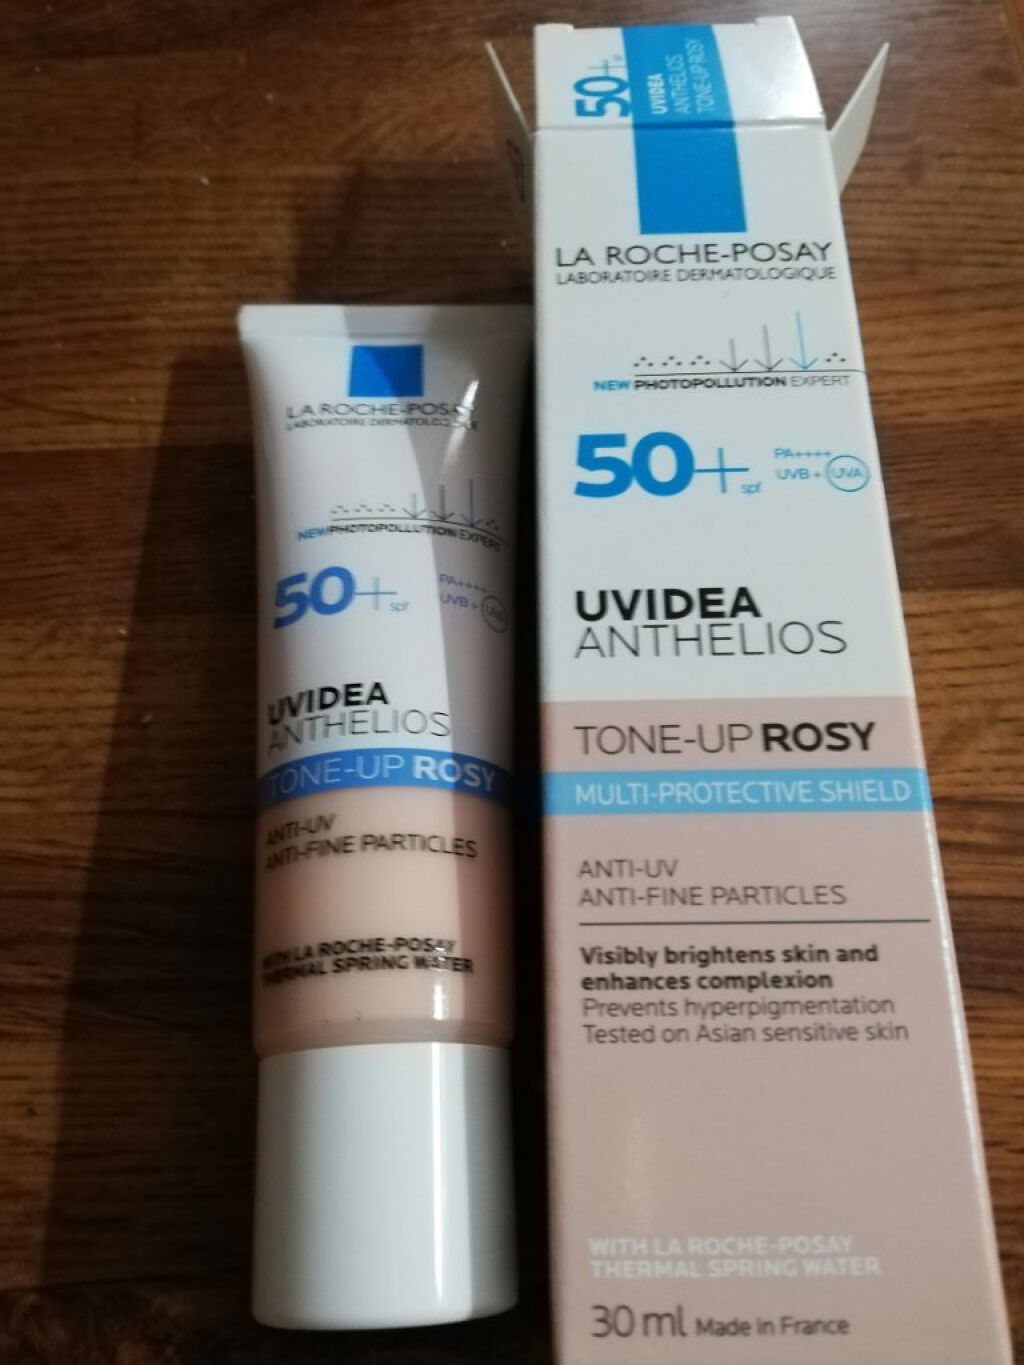 50+
spf
UVIDEA
ANTHELIOS
TONE-UP ROSY
LA ROCHE-POSAY
LABORATOIRE DERMATOLOGIQUE
NEW PHOTOPOLLUTION EXPERT
50+ spf
PA++++
UVB + UVA
UVIDEA
ANTHELIOS
TONE-UP ROSY
MULTI-PROTECTIVE SHIELD
ANTI-UV
ANTI-FINE PARTICLES
Visibly brightens skin and
enhances complexion
Prevents hyperpigmentation
Tested on Asian sensitive skin
WITH LA ROCHE-POSAY
THERMAL SPRING WATER
30 ml Made in France
LA ROCHE-POSAY
LABORATOIRE DERMATOLOGIQUE
NEW PHOTOPOLLUTION EXPERT
50+ spf
PA++++
UVB + UVA
UVIDEA
ANTHELIOS
TONE-UP ROSY
ANTI-UV
ANTI-FINE PARTICLES
WITH LA ROCHE-POSAY
THERMAL SPRING WATER